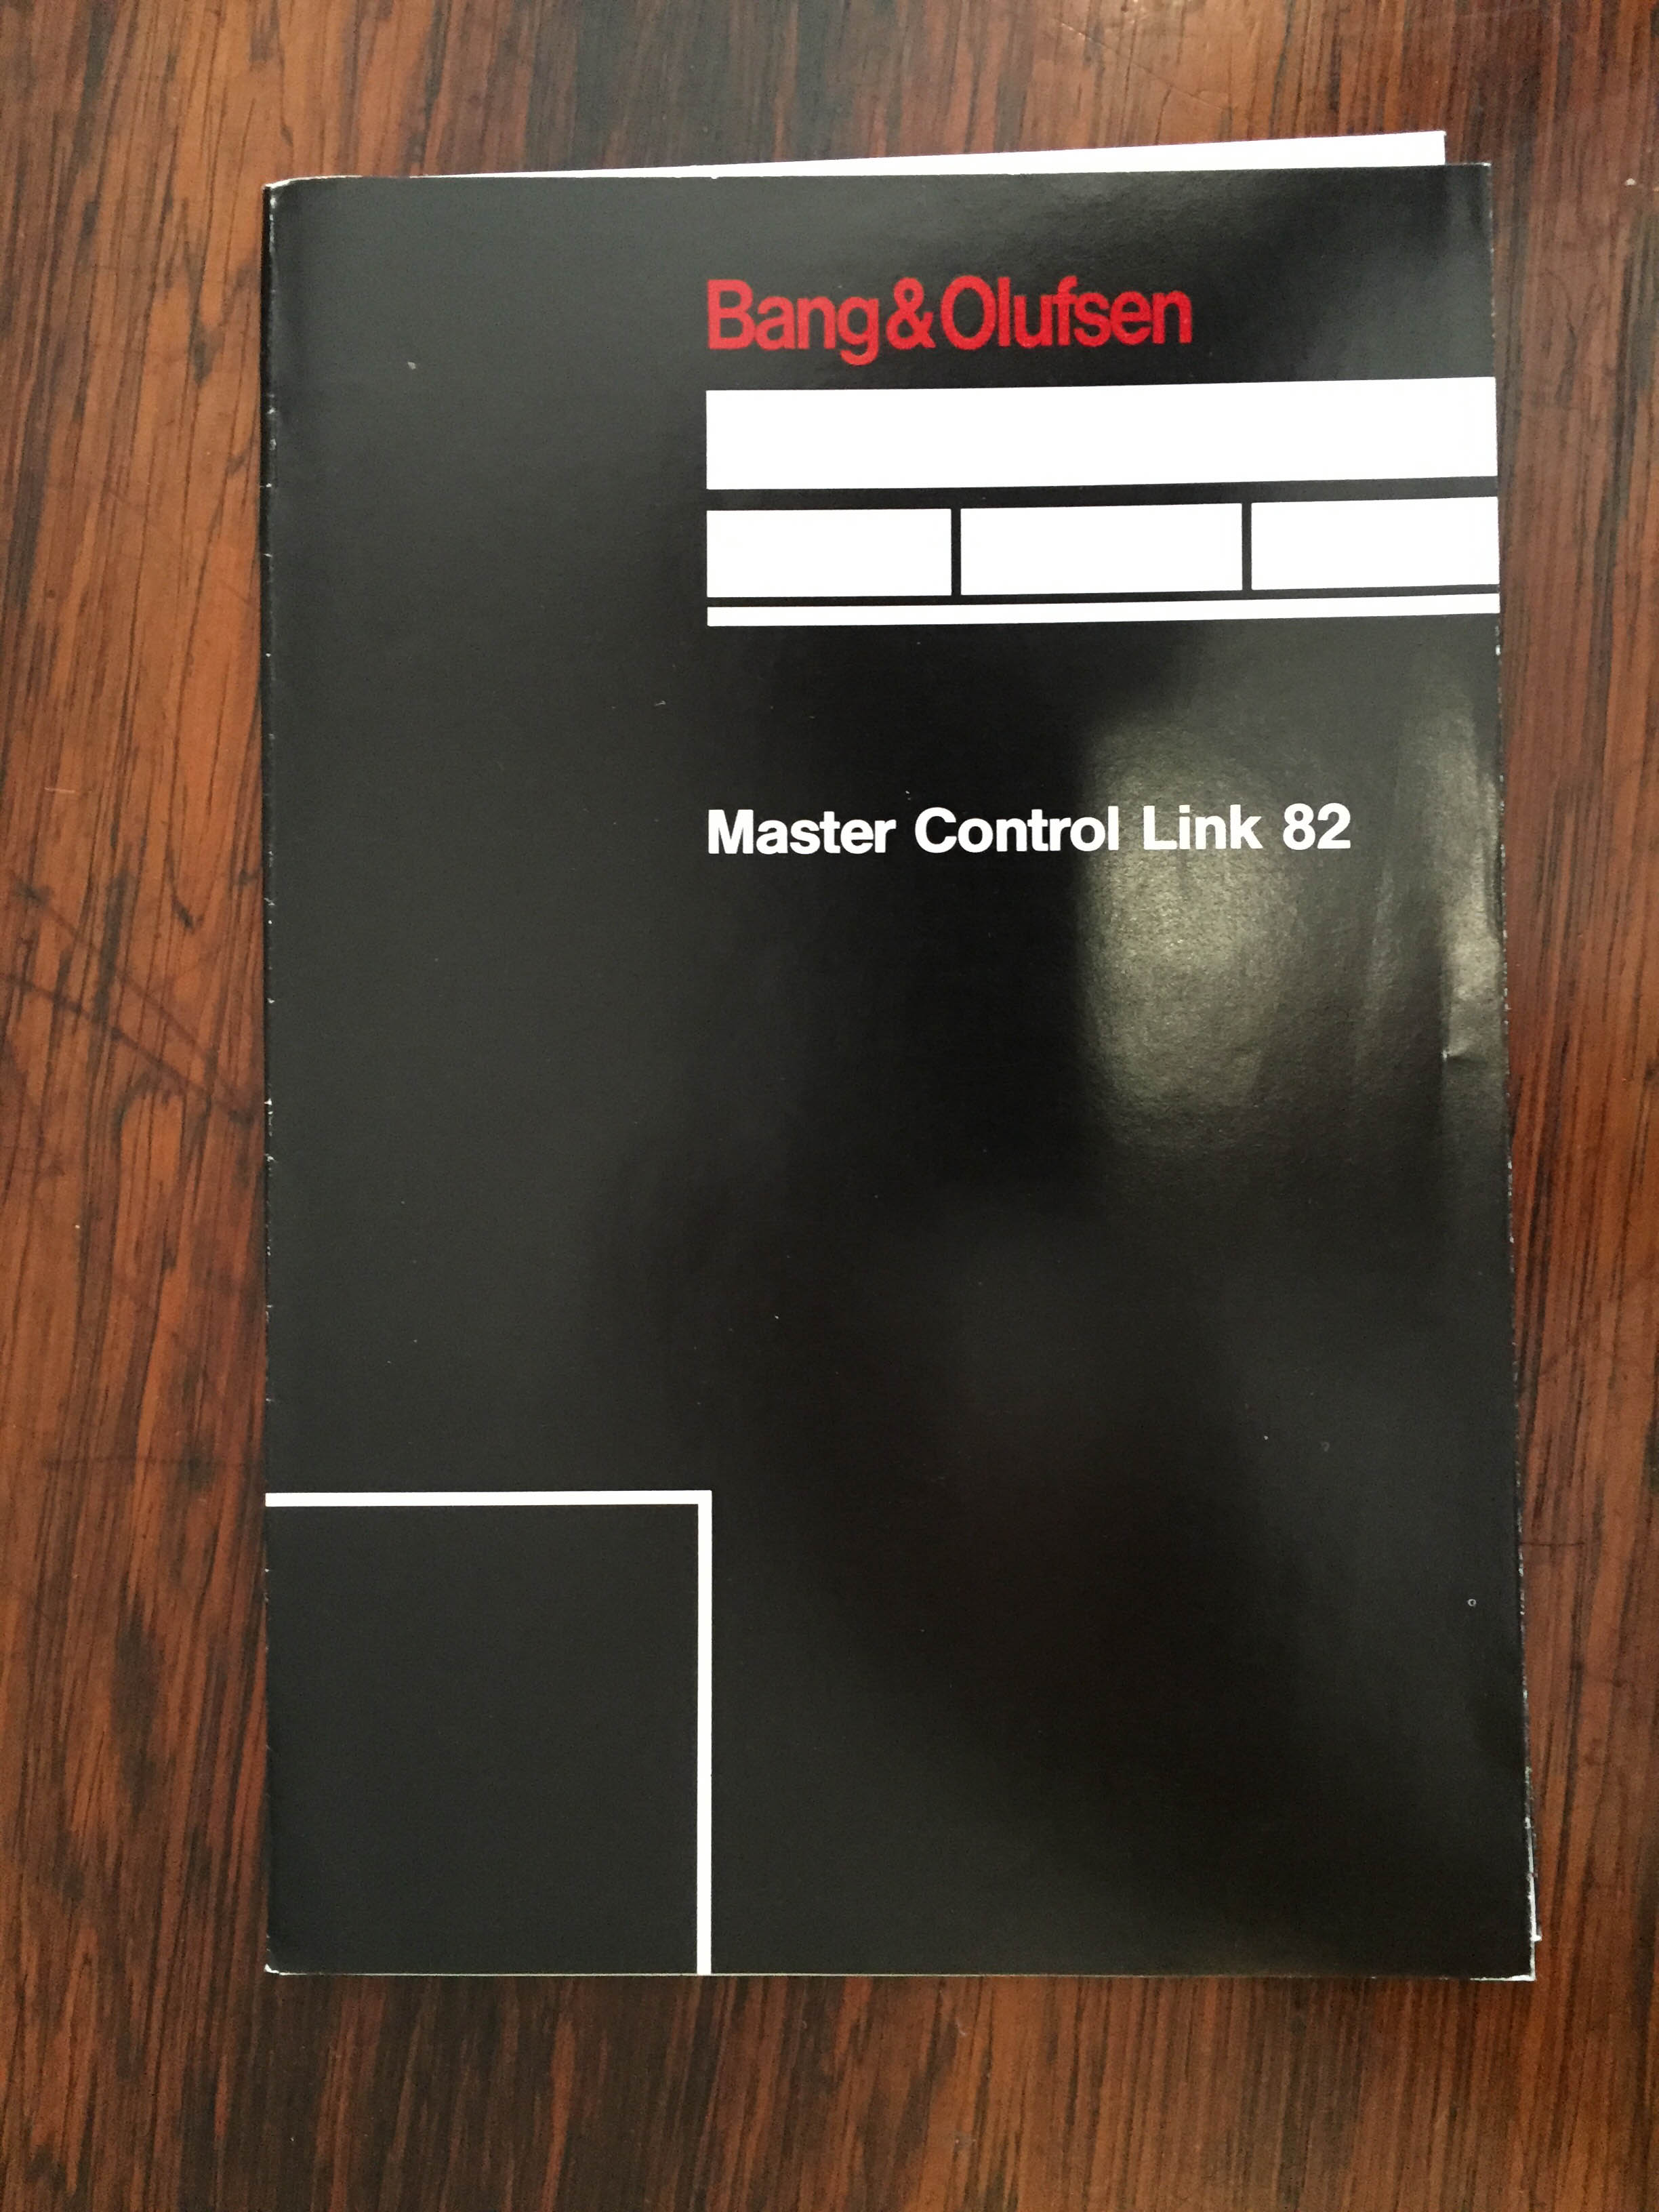 Bang&Olufsen
Master Control Link 82